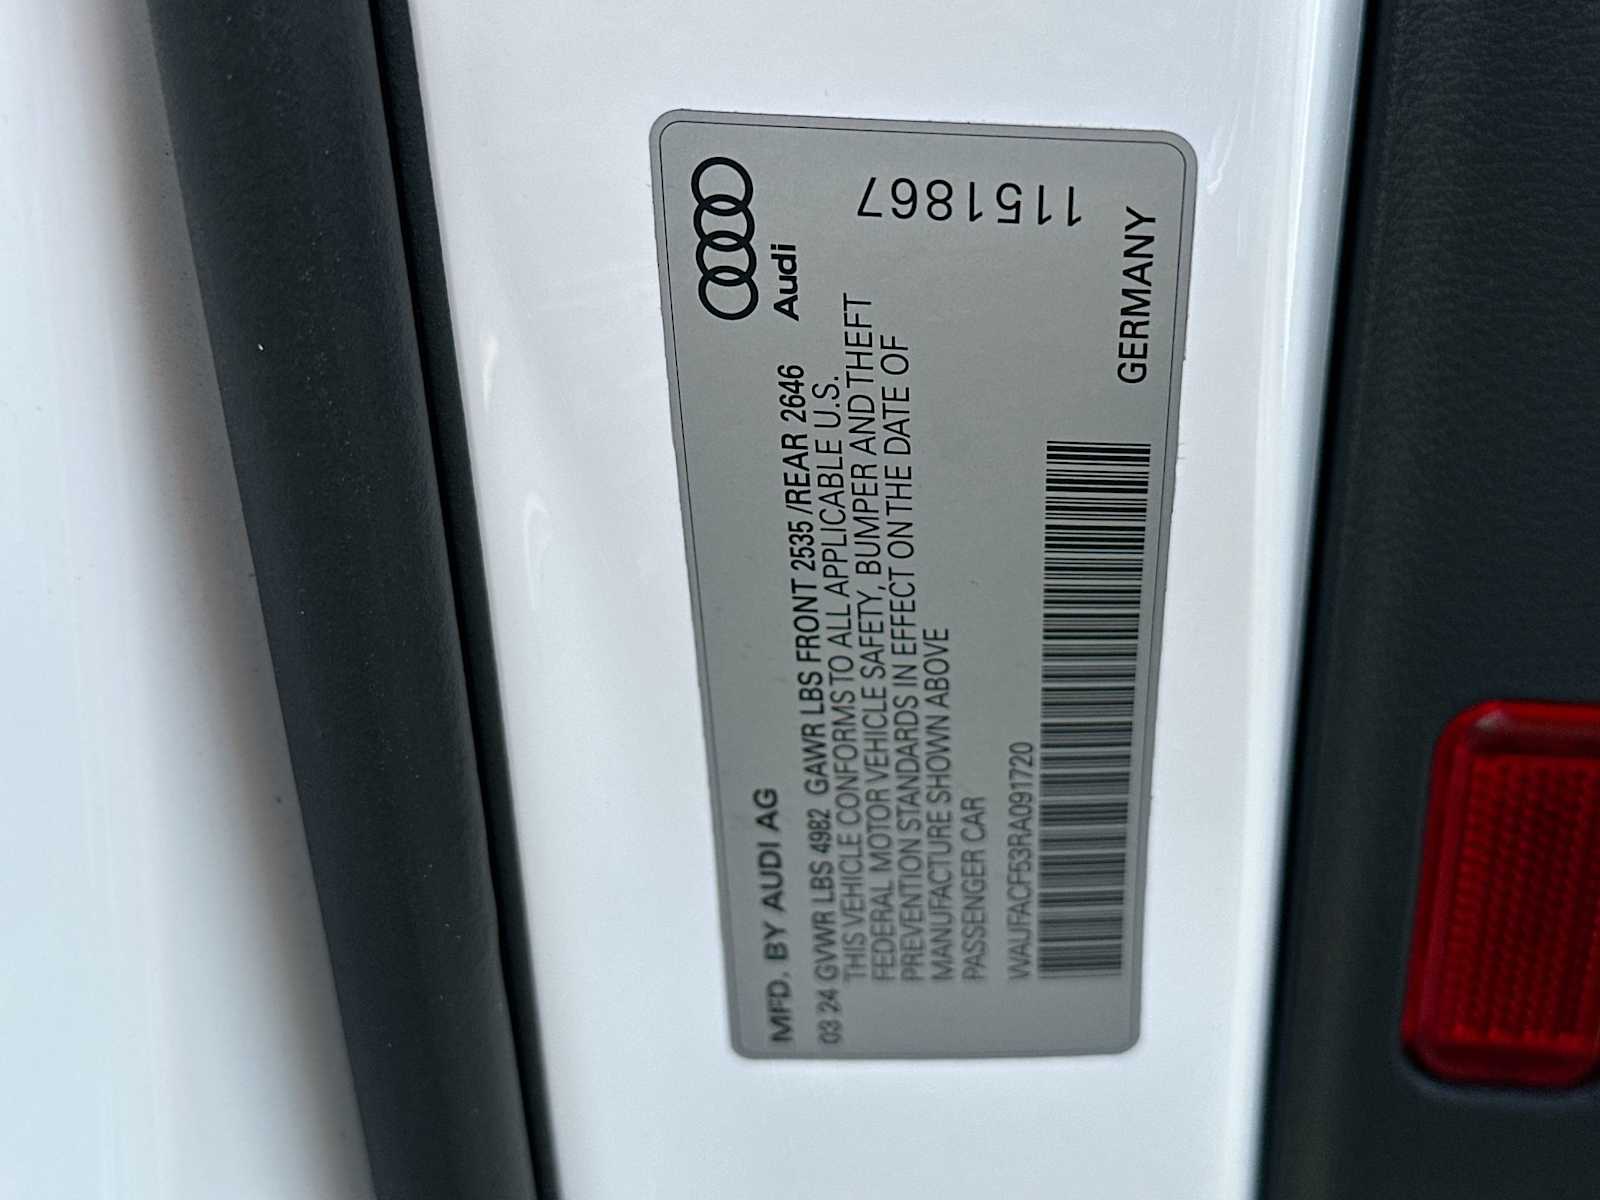 MFD. BY AUDI AG
Audi
03 24 GVWR LBS 4982 GAWR LBS FRONT 2535 /REAR 2646
THIS VEHICLE CONFORMS TO ALL APPLICABLE U.S.
FEDERAL MOTOR VEHICLE SAFETY, BUMPER AND THEFT
PREVENTION STANDARDS IN EFFECT ON THE DATE OF
MANUFACTURE SHOWN ABOVE
PASSENGER CAR
1151867
WAJFACF53RA091720
GERMANY